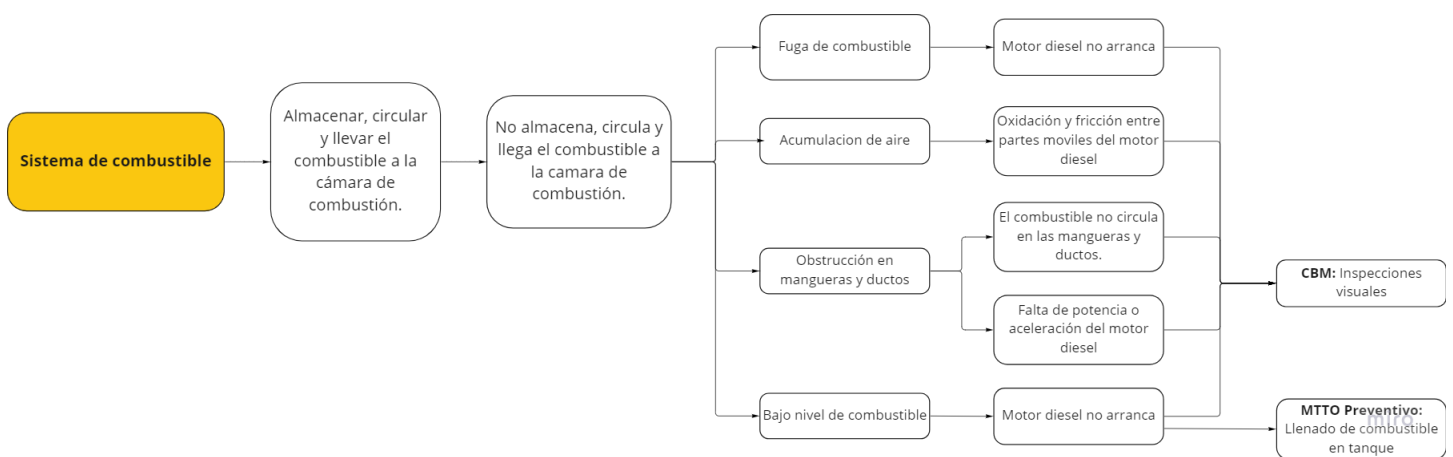 Sistema de combustible
Almacenar, circular
y llevar el
combustible a la
cámara de
combustión.
No almacena, circula y
llega el combustible a
la camara de
combustión.
Fuga de combustible
Motor diesel no arranca
Acumulacion de aire
Oxidación y fricción entre
partes moviles del motor
diesel
Obstrucción en
mangueras y ductos
El combustible no circula
en las mangueras y
ductos.
Falta de potencia o
aceleración del motor
diesel
Bajo nivel de combustible
Motor diesel no arranca
CBM: Inspecciones
visuales
MTTO Preventivo:
Llenado de combustible
en tanque
miro